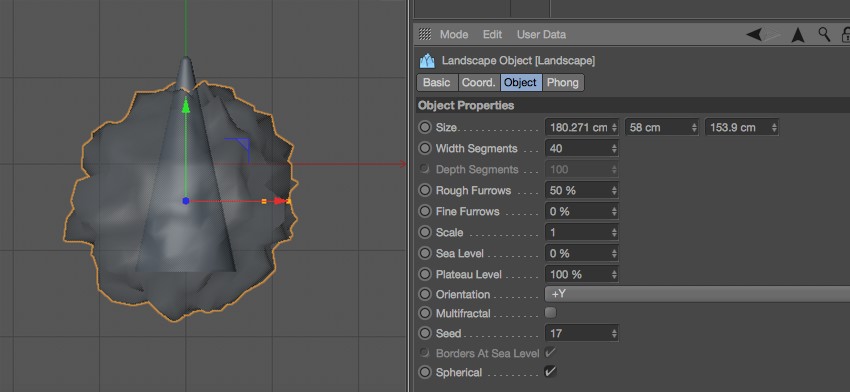 Mode Edit User Data
Landscape Object [Landscape]
Basic Coord. Object Phong
Object Properties
Size 180.271 cm 58 cm 153.9 cm
Width Segments 40
Depth Segments 100
Rough Furrows 50 %
Fine Furrows 0 %
Scale 1
Sea Level 0 %
Plateau Level 100 %
Orientation +Y
Multifractal
Seed 17
Borders At Sea Level
Spherical